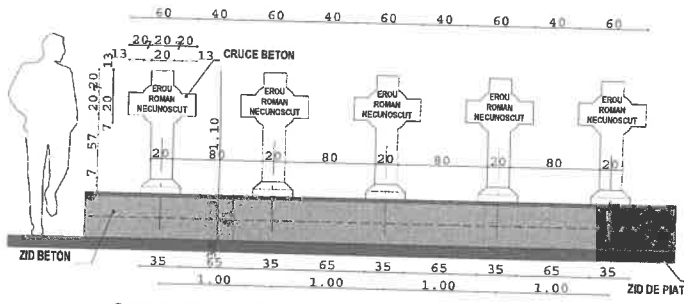 60 40 60 40 60 40 60 40 60
20 20 20
13 20 13
CRUCE BETON
13
20 20
7 20
57
7
1.10
EROU
ROMAN
NECUNOSCUT
EROU
ROMAN
NECUNOSCUT
EROU
ROMAN
NECUNOSCUT
EROU
ROMAN
NECUNOSCUT
EROU
ROMAN
NECUNOSCUT
20 80 20 80 20 80 20 80 20
ZID BETON
35 65 35 65 35 65 35 65 35
1.00 1.00 1.00 1.00
ZID DE PIAT